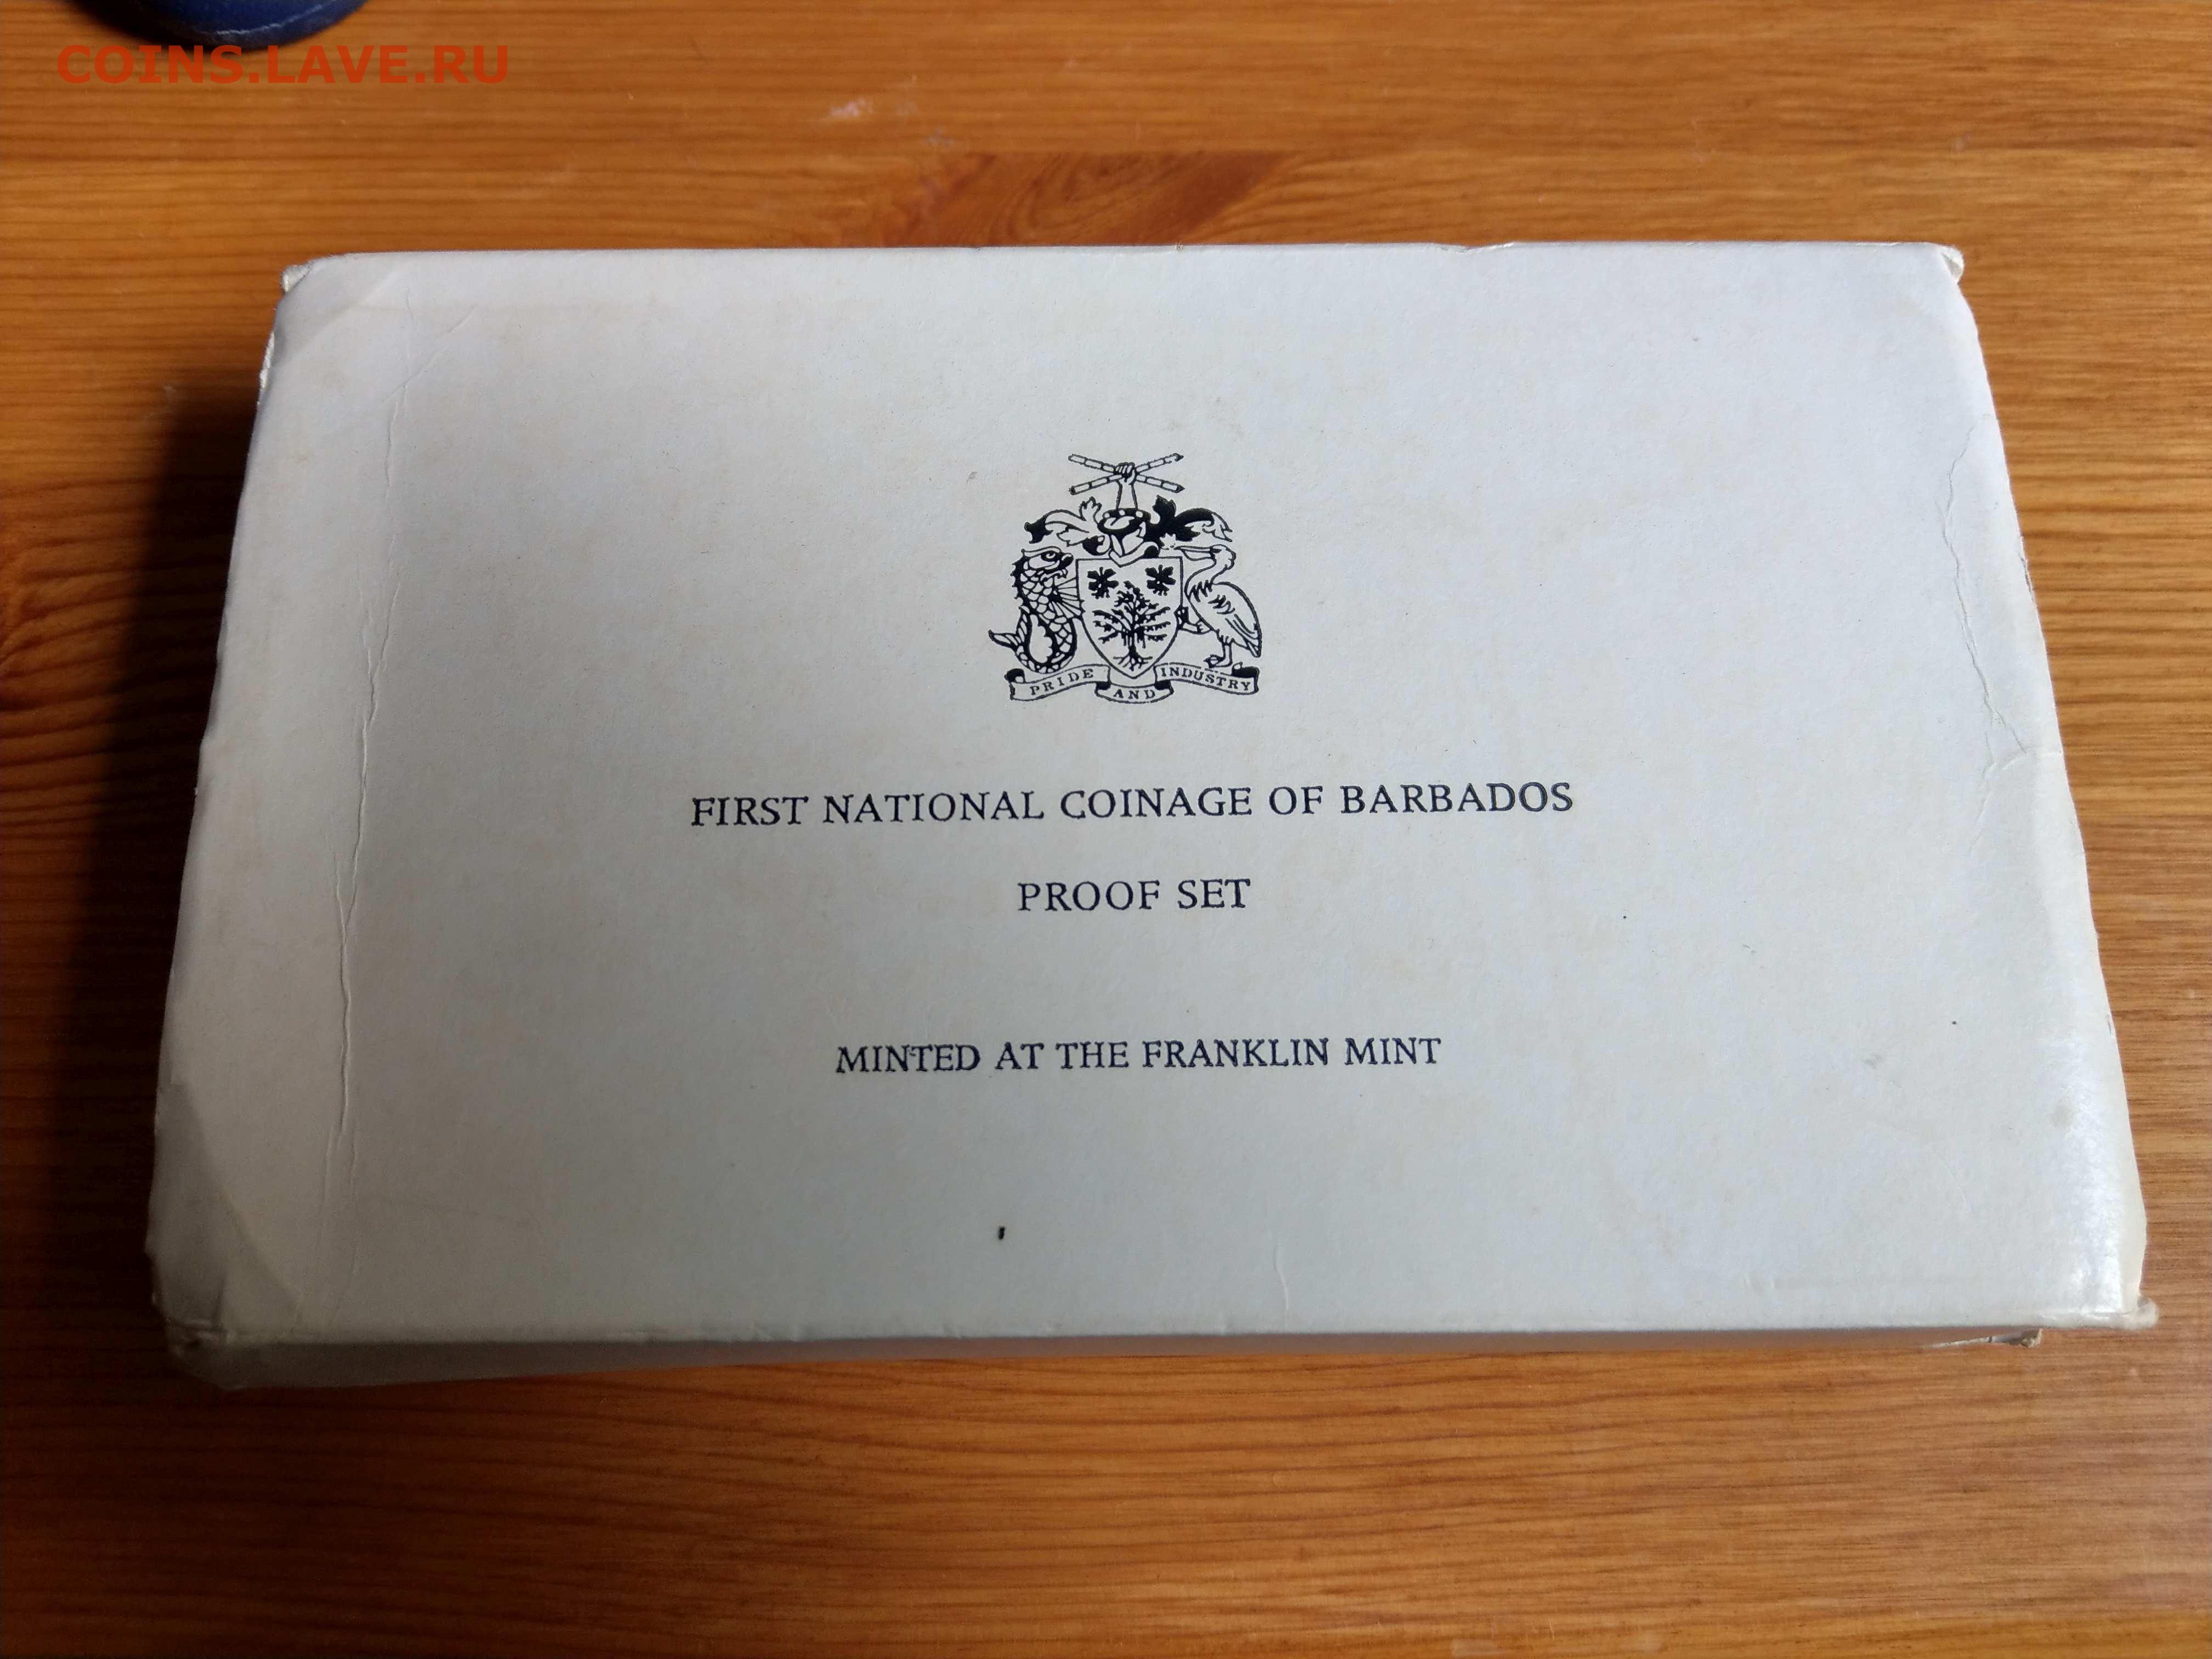 COINS.LAVE.RU
PRIDE AND INDUSTRY
FIRST NATIONAL COINAGE OF BARBADOS
PROOF SET
MINTED AT THE FRANKLIN MINT